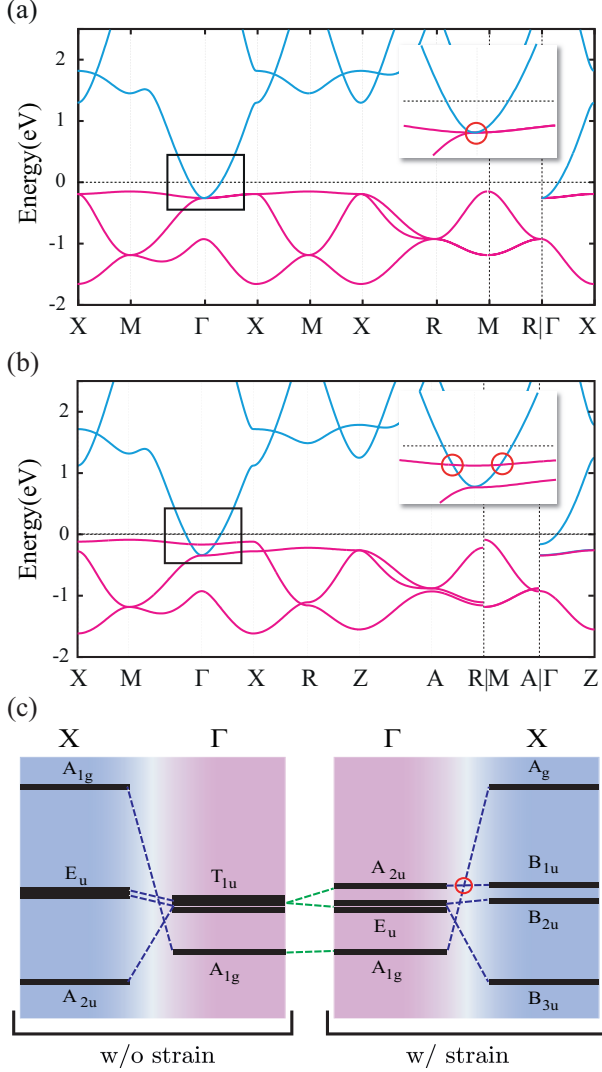 (a)
2
1
0
-1
-2
Energy(eV)
X M Γ X M X R M R|Γ X
(b)
2
1
0
-1
-2
Energy(eV)
X M Γ X R Z A R|M A|Γ Z
(c)
X Γ Γ X
A1g Ag
Eu T1u A2u B1u
Eu B2u
A2u A1g A1g B3u
w/o strain w/ strain